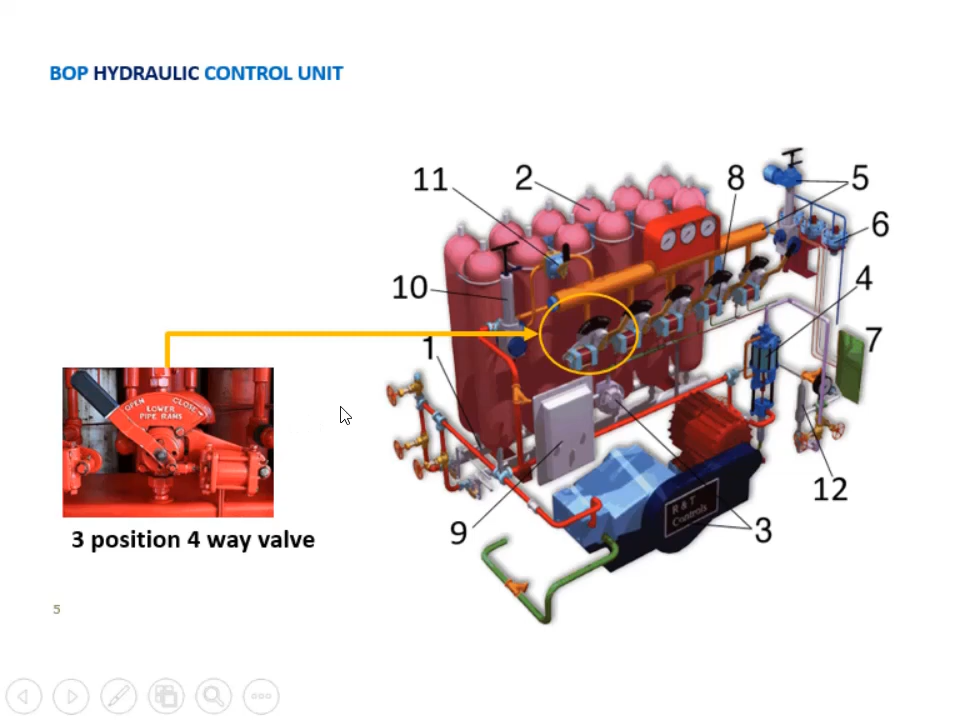 BOP HYDRAULIC CONTROL UNIT
11
2
8
5
6
10
4
1
7
OPEN CLOSE
LOWER
PIPE RAMS
12
9
R & T
Controls
3
3 position 4 way valve
5